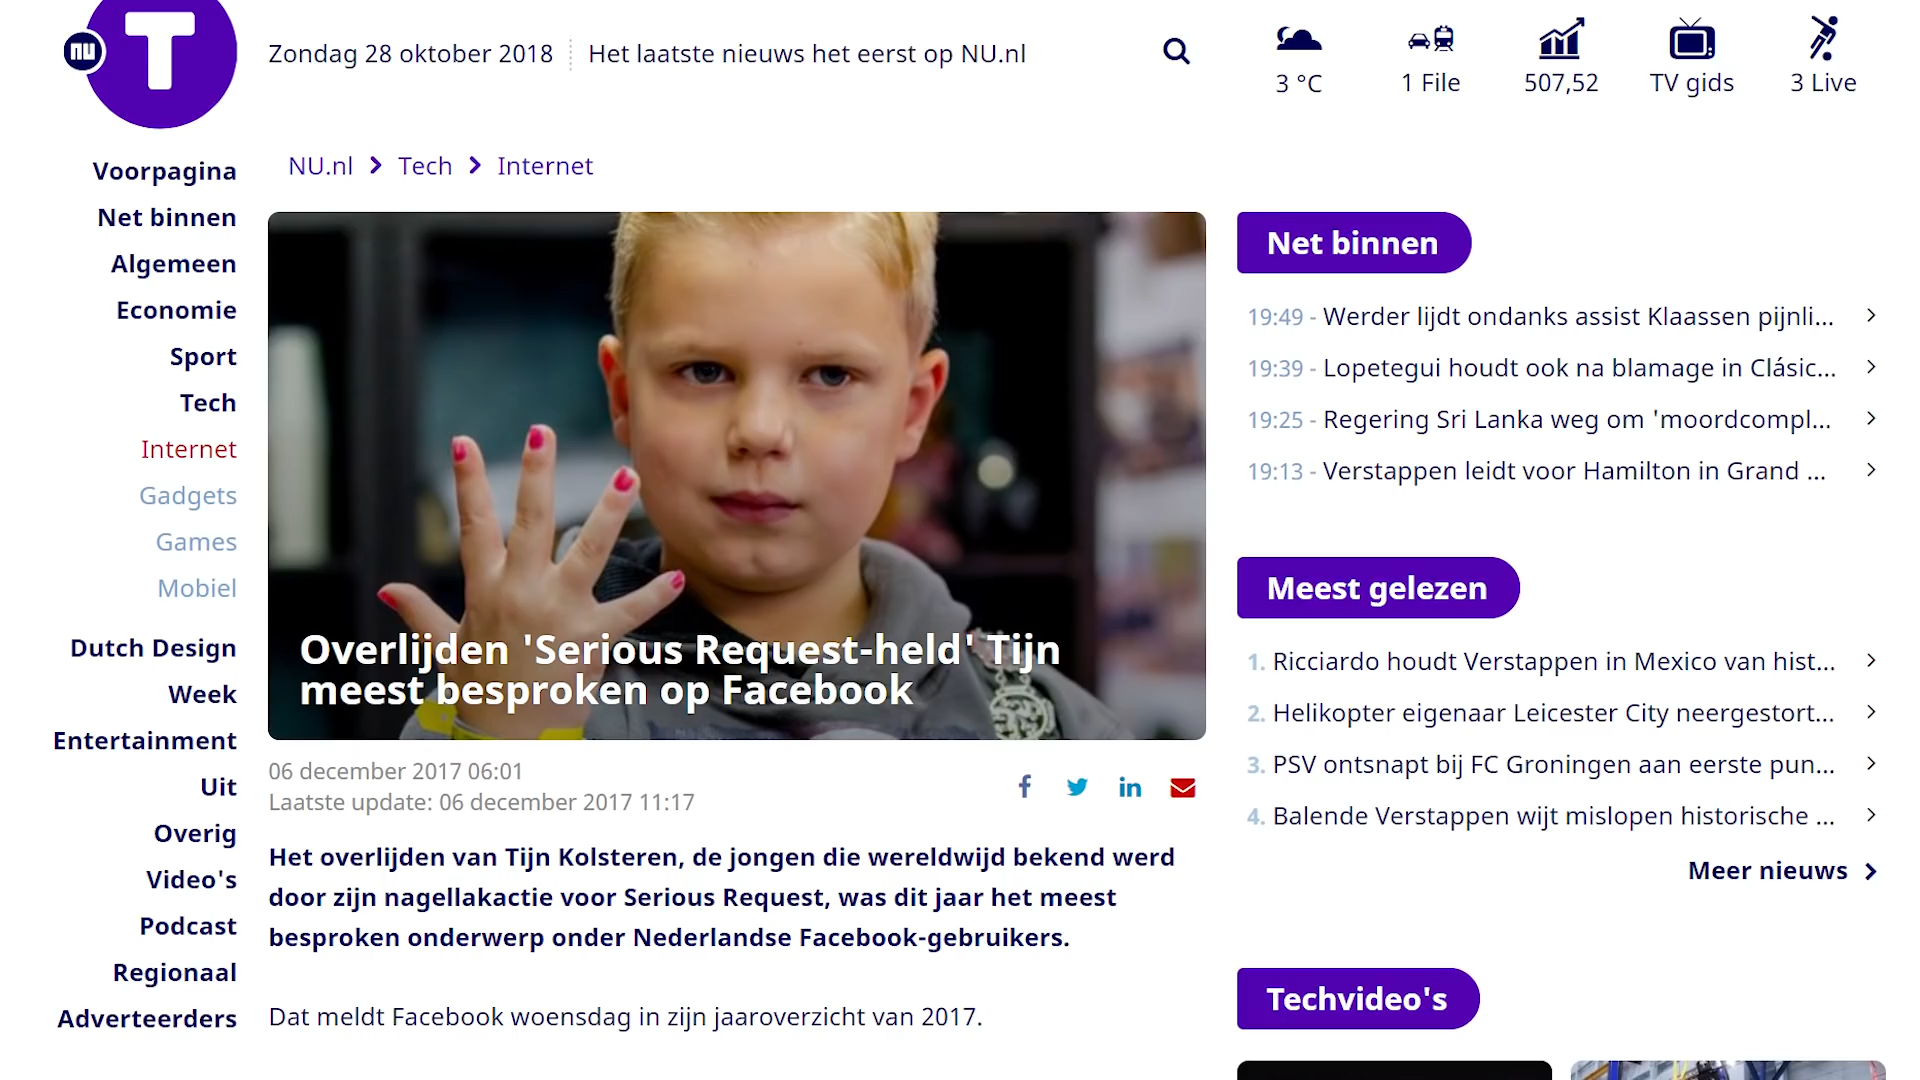 T
nu
Zondag 28 oktober 2018
Het laatste nieuws het eerst op NU.nl
3 °C
1 File
507,52
TV gids
3 Live
Voorpagina
Net binnen
Algemeen
Economie
Sport
Tech
Internet
Gadgets
Games
Mobiel
Dutch Design
Week
Entertainment
Uit
Overig
Video's
Podcast
Regionaal
Adverteerders
NU.nl > Tech > Internet
Overlijden 'Serious Request-held' Tijn
meest besproken op Facebook
06 december 2017 06:01
Laatste update: 06 december 2017 11:17
Het overlijden van Tijn Kolsteren, de jongen die wereldwijd bekend werd
door zijn nagellakactie voor Serious Request, was dit jaar het meest
besproken onderwerp onder Nederlandse Facebook-gebruikers.
Dat meldt Facebook woensdag in zijn jaaroverzicht van 2017.
Net binnen
19:49 - Werder lijdt ondanks assist Klaassen pijnli...
19:39 - Lopetegui houdt ook na blamage in Clásic...
19:25 - Regering Sri Lanka weg om 'moordcompl...
19:13 - Verstappen leidt voor Hamilton in Grand ...
Meest gelezen
1. Ricciardo houdt Verstappen in Mexico van hist...
2. Helikopter eigenaar Leicester City neergestort...
3. PSV ontsnapt bij FC Groningen aan eerste pun...
4. Balende Verstappen wijt mislopen historische ...
Meer nieuws
Techvideo's